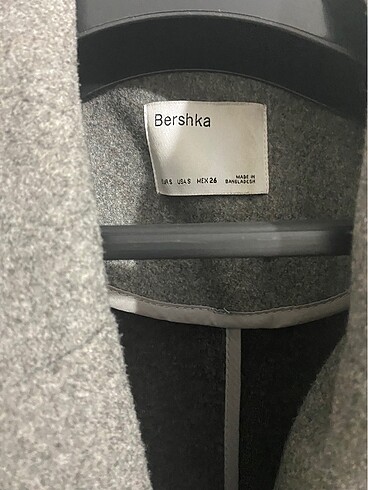 Bershka
EUR S USA S MEX 26
MADE IN
BANGLADESH